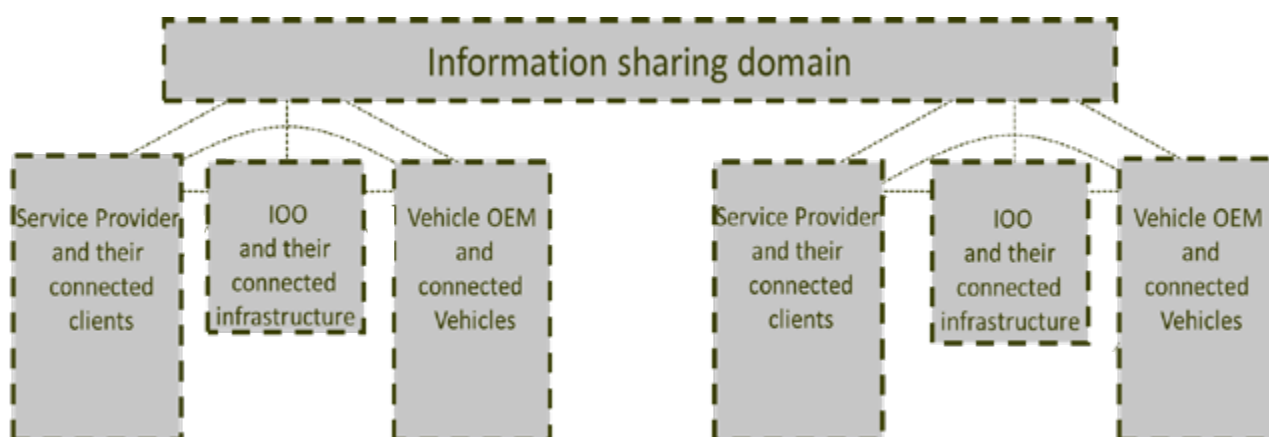 Information sharing domain
Service Provider
and their
connected
clients
IOO
and their
connected
infrastructure
Vehicle OEM
and
connected
Vehicles
Service Provider
and their
connected
clients
IOO
and their
connected
infrastructure
Vehicle OEM
and
connected
Vehicles